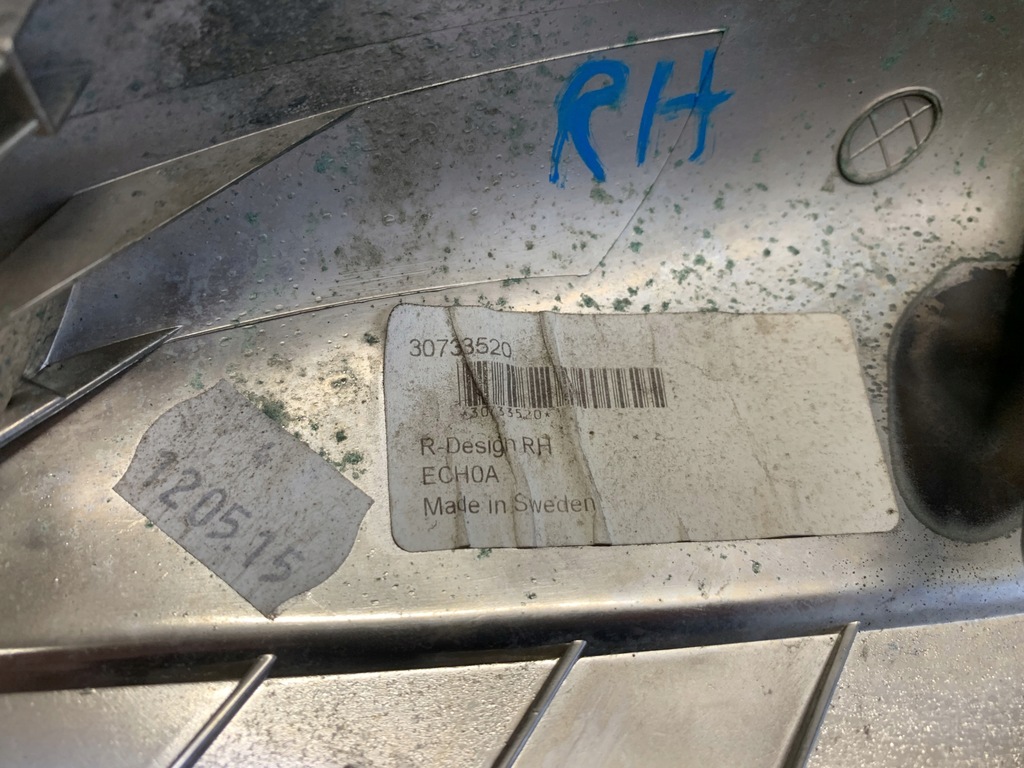 RH
30733520
*30733520*
R-Design RH
ECH0A
Made in Sweden
120515